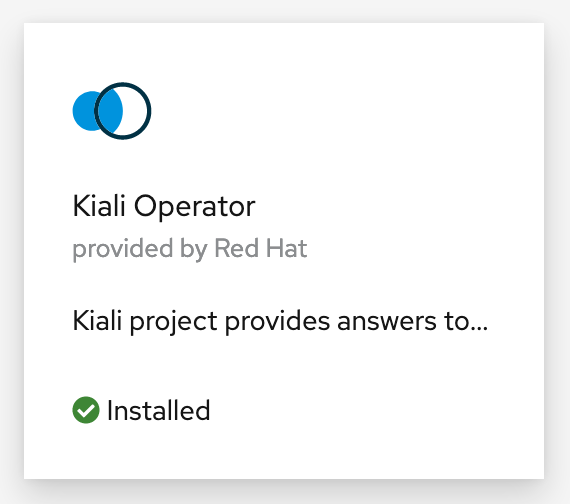 Kiali Operator
provided by Red Hat
Kiali project provides answers to...
Installed